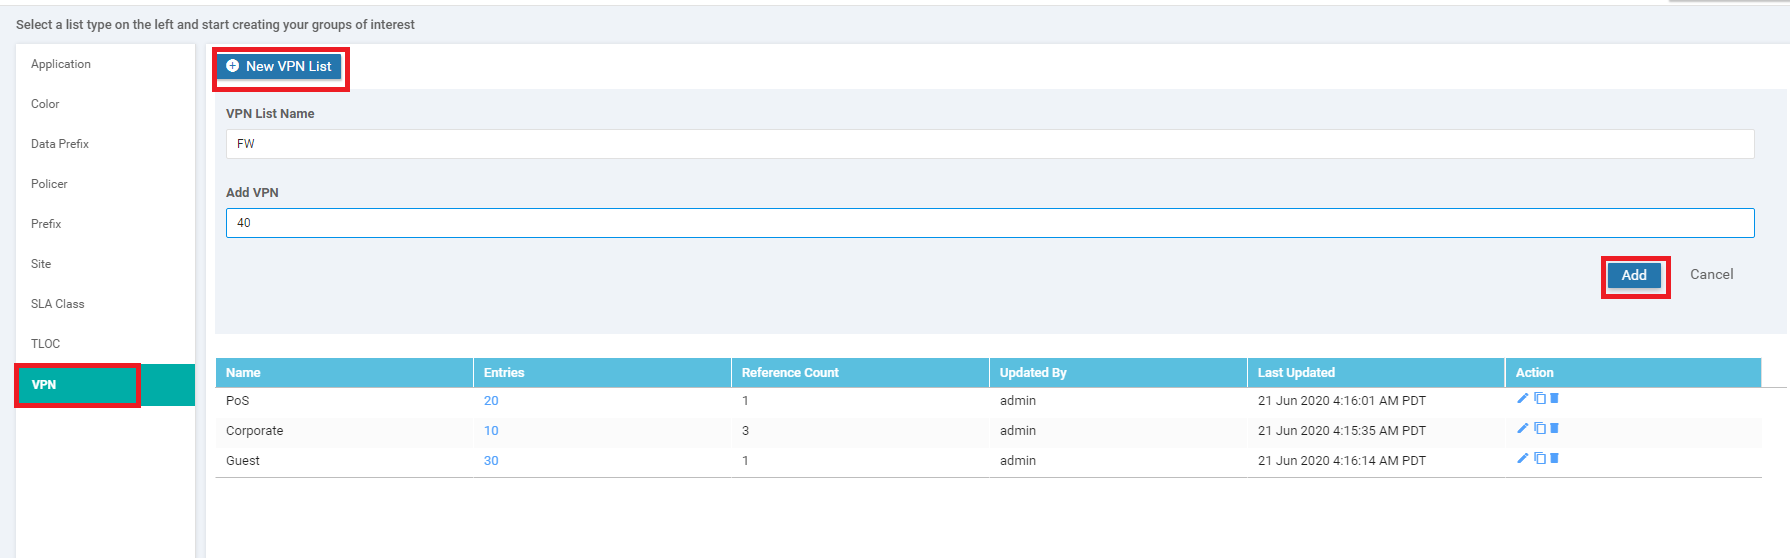 Select a list type on the left and start creating your groups of interest
Application
Color
Data Prefix
Policer
Prefix
Site
SLA Class
TLOC
VPN
New VPN List
VPN List Name
FW
Add VPN
40
Add Cancel
Name Entries Reference Count Updated By Last Updated Action
PoS 20 1 admin 21 Jun 2020 4:16:01 AM PDT
Corporate 10 3 admin 21 Jun 2020 4:15:35 AM PDT
Guest 30 1 admin 21 Jun 2020 4:16:14 AM PDT